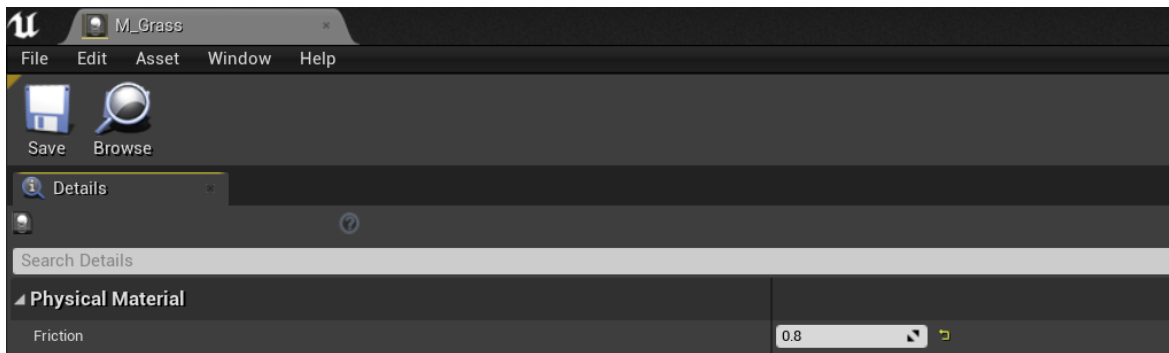 M_Grass
File Edit Asset Window Help
Save Browse
Details
Search Details
Physical Material
Friction 0.8